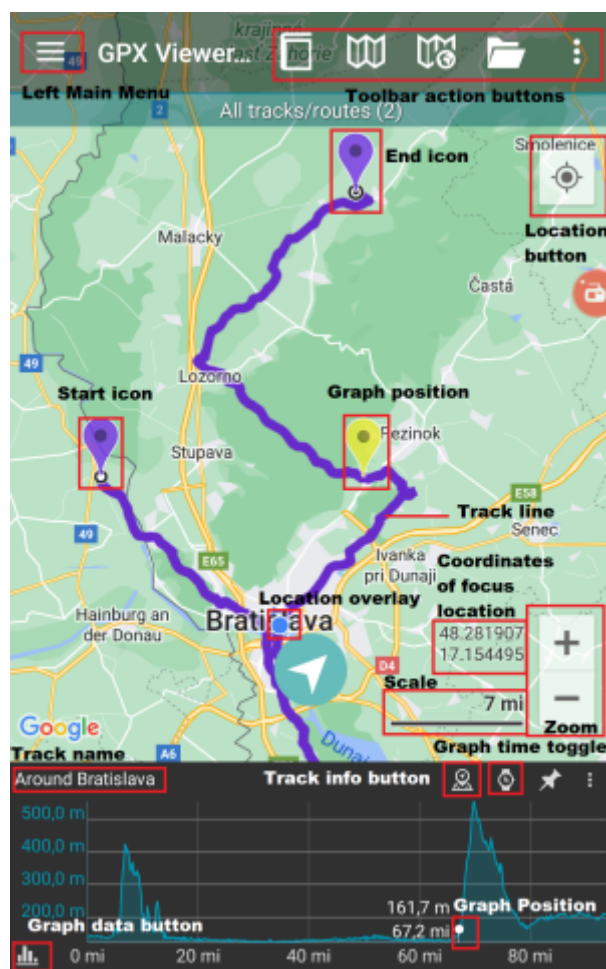 krajinná
GPX Viewer...
49
Left Main Menu
Toolbar action buttons
2
All tracks/routes (2)
Smolenice
End icon
Location
button
Malacky
Častá
49
Lozorno
Start icon
Graph position
Pezinok
Stupava
E58
Track line
Senec
49
E65
Ivanka
pri Dunaji
Coordinates
of focus
location
Location overlay
Hainburg an
der Donau
Bratislava
48.281907
17.154495
+
D4
Scale
7 mi
−
Zoom
Google
Track name
A6
Dunaj
Graph time toggle
Around Bratislava
Track info button
500,0 m
400,0 m
300,0 m
200,0 m
161,7 m
Graph Position
Graph data button
67,2 mi
0 mi
20 mi
40 mi
60 mi
80 mi